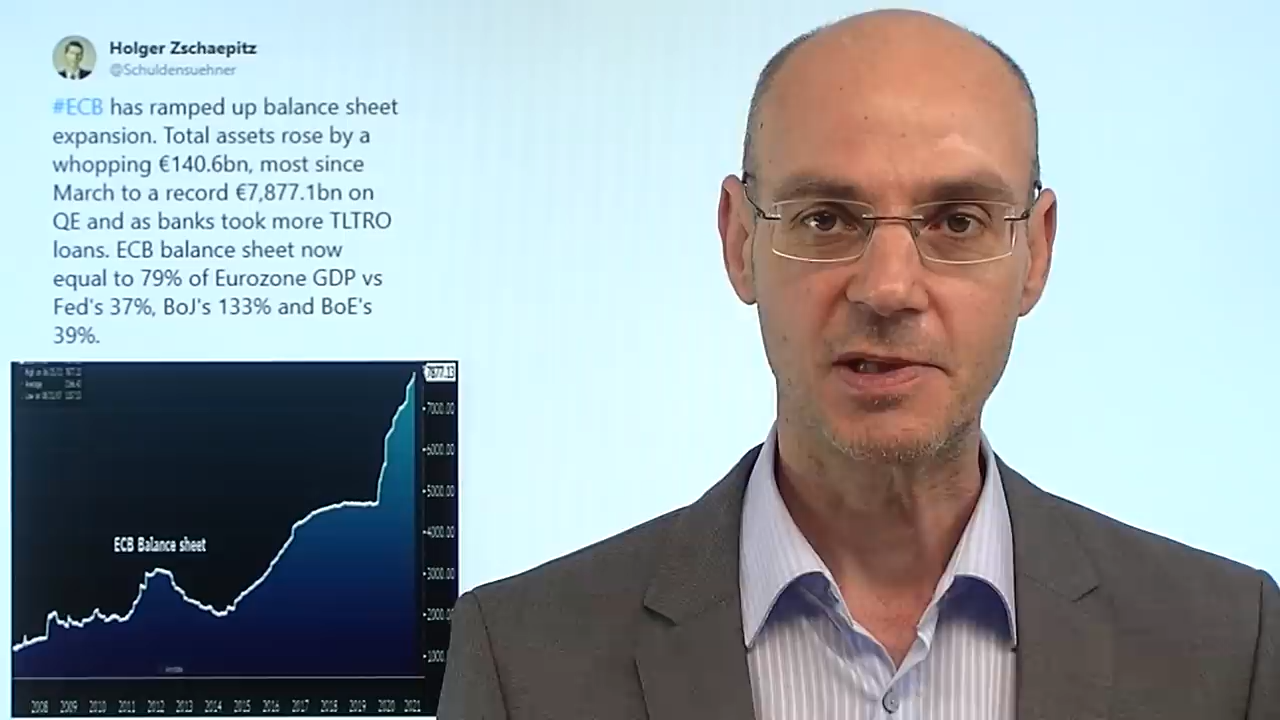 Holger Zschaepitz
@Schuldensuehner
#ECB has ramped up balance sheet
expansion. Total assets rose by a
whopping €140.6bn, most since
March to a record €7,877.1bn on
QE and as banks took more TLTRO
loans. ECB balance sheet now
equal to 79% of Eurozone GDP vs
Fed's 37%, BoJ's 133% and BoE's
39%.
7877.13
7000.00
6000.00
5000.00
4000.00
ECB Balance sheet
3000.00
2000.00
1000.
2008 2009 2010 2011 2012 2013 2014 2015 2016 2017 2018 2019 2020 2021